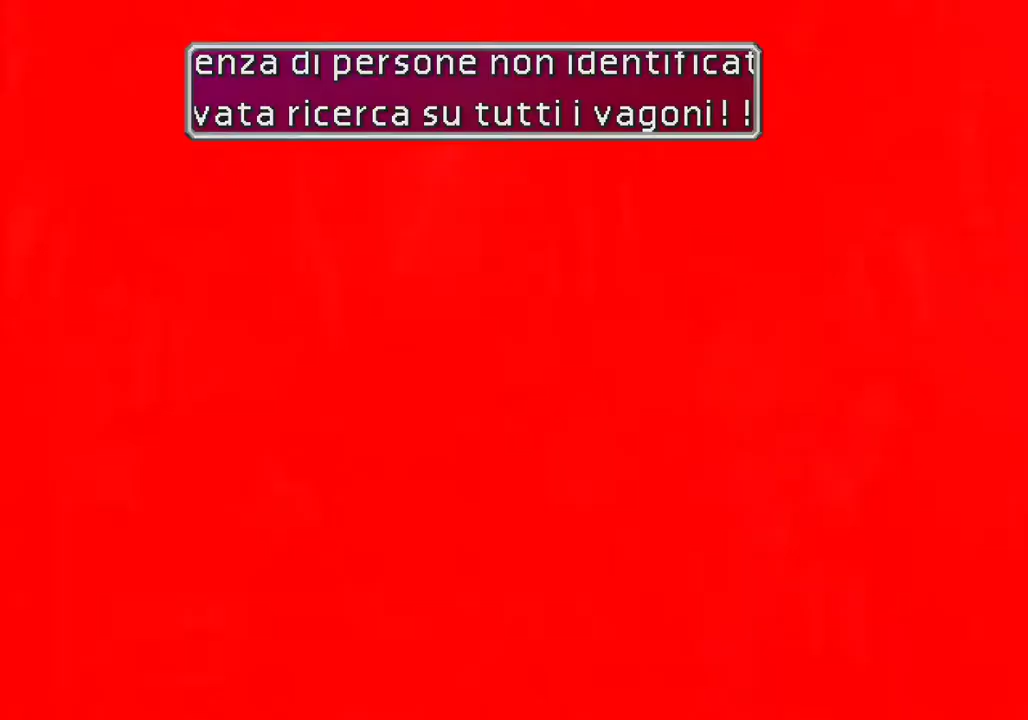 enza di persone non identificat
vata ricerca su tutti i vagoni!!